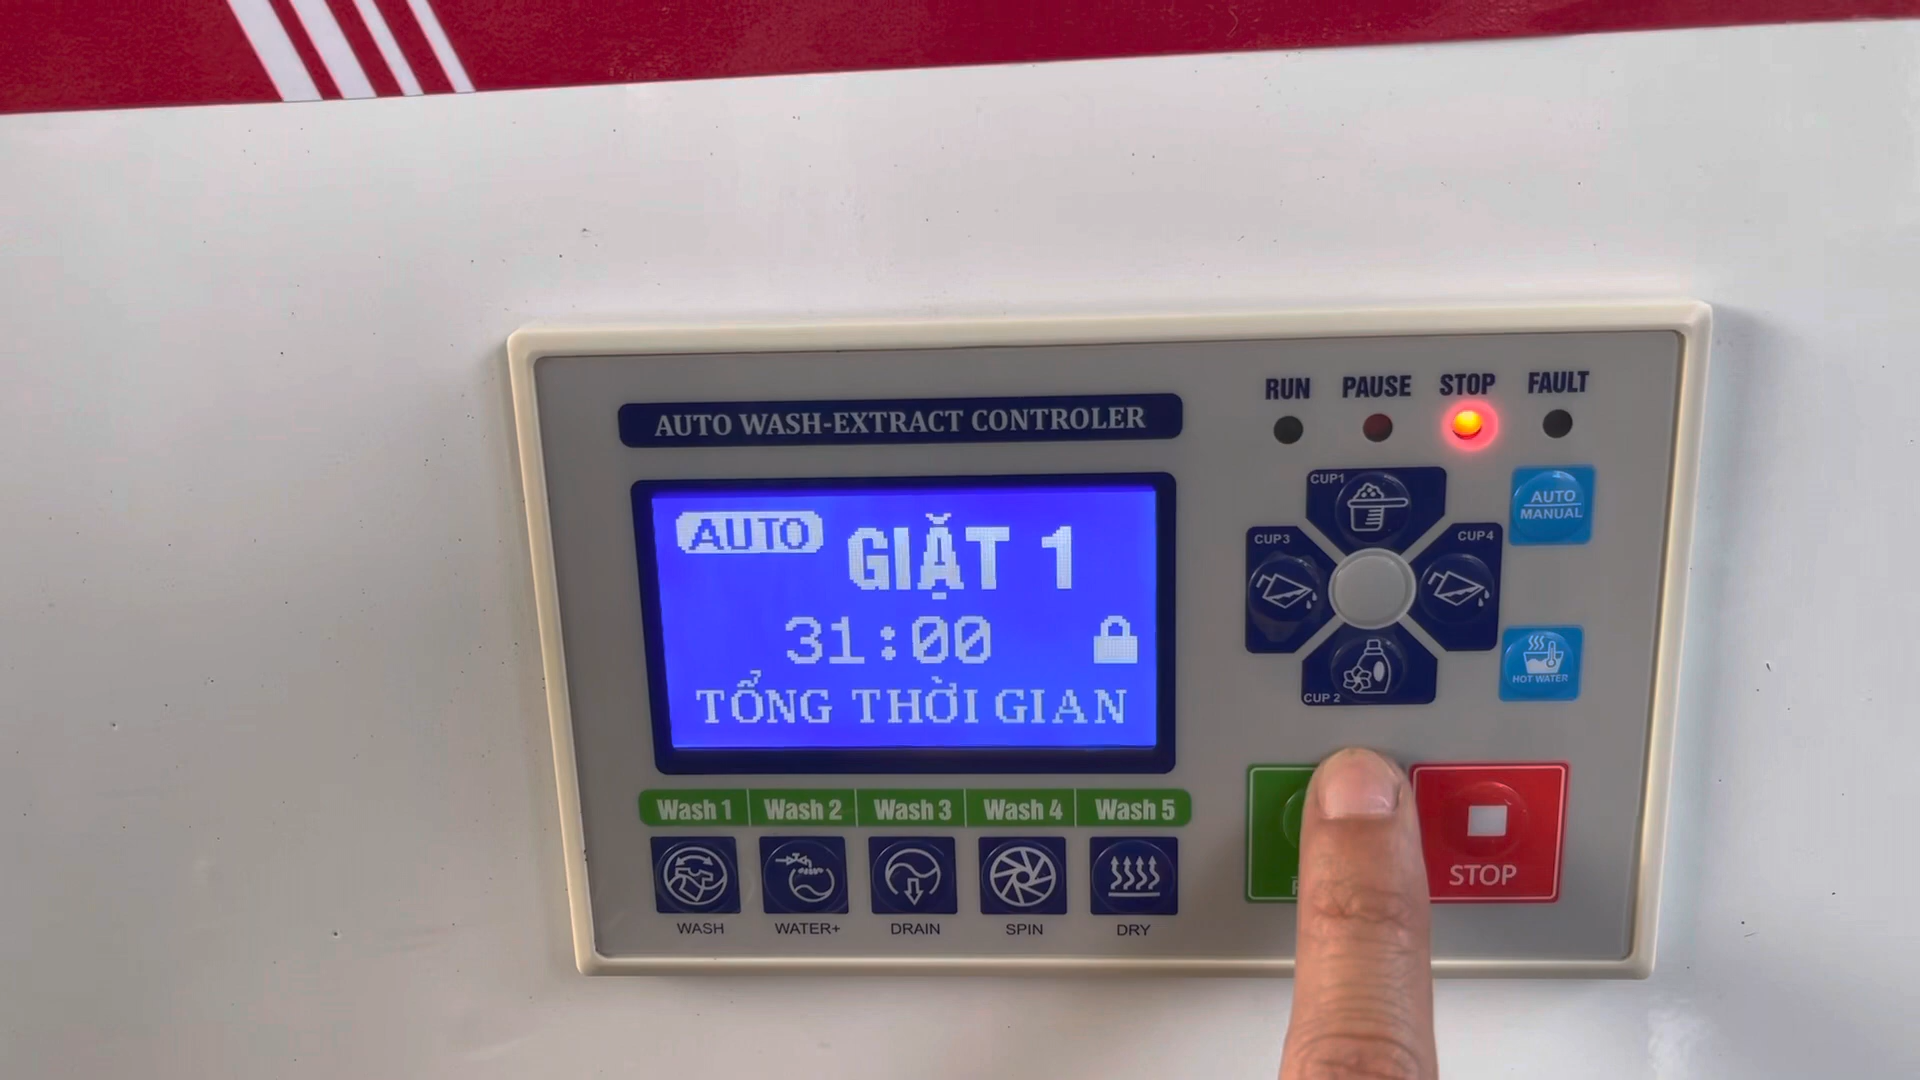 AUTO WASH-EXTRACT CONTROLER
RUN PAUSE STOP FAULT
AUTO GIẶT 1
31:00
TỔNG THỜI GIAN
CUP1
CUP3
CUP4
CUP 2
AUTO
MANUAL
HOT WATER
Wash 1 Wash 2 Wash 3 Wash 4 Wash 5
WASH WATER+ DRAIN SPIN DRY
STOP